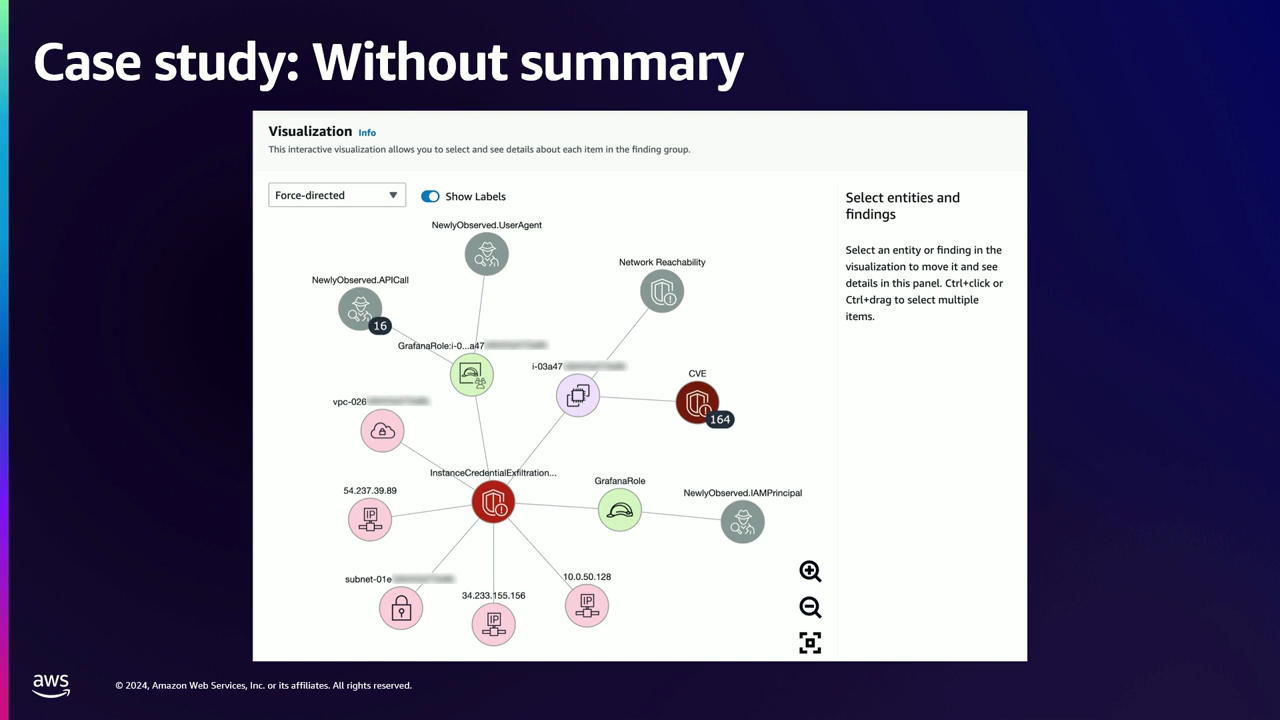 Case study: Without summary
Visualization Info
This interactive visualization allows you to select and see details about each item in the finding group.
Force-directed
Show Labels
Select entities and
findings
Select an entity or finding in the
visualization to move it and see
details in this panel. Ctrl+click or
Ctrl+drag to select multiple
items.
NewlyObserved.UserAgent
Network Reachability
NewlyObserved.APICall
16
GrafanaRole:i-0...a47
i-03a47
CVE
164
vpc-026
InstanceCredentialExfiltration...
GrafanaRole
54.237.39.89
NewlyObserved.IAMPrincipal
IP
subnet-01e
34.233.155.156
10.0.50.128
IP
IP
aws
© 2024, Amazon Web Services, Inc. or its affiliates. All rights reserved.